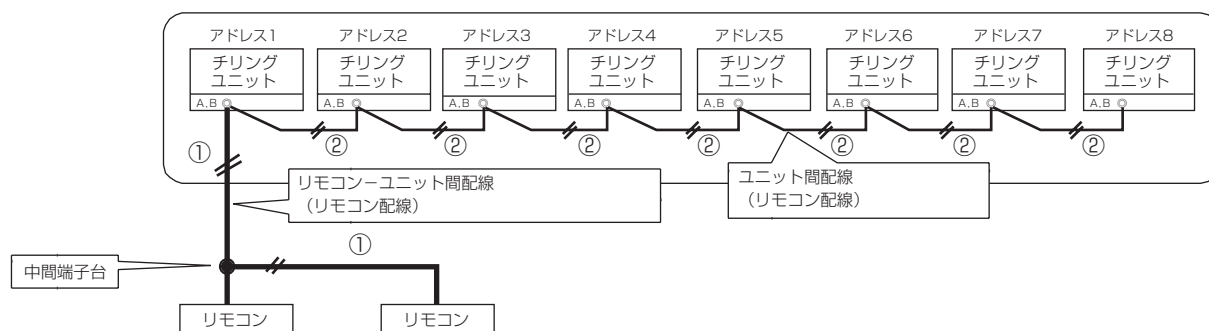 アドレス1 アドレス2 アドレス3 アドレス4 アドレス5 アドレス6 アドレス7 アドレス8
チリング チリング チリング チリング チリング チリング チリング チリング
ユニット ユニット ユニット ユニット ユニット ユニット ユニット ユニット
A,B A,B A,B A,B A,B A,B A,B A,B
② ② ② ② ② ② ②
①
リモコン−ユニット間配線
(リモコン配線)
ユニット間配線
(リモコン配線)
①
中間端子台
リモコン リモコン